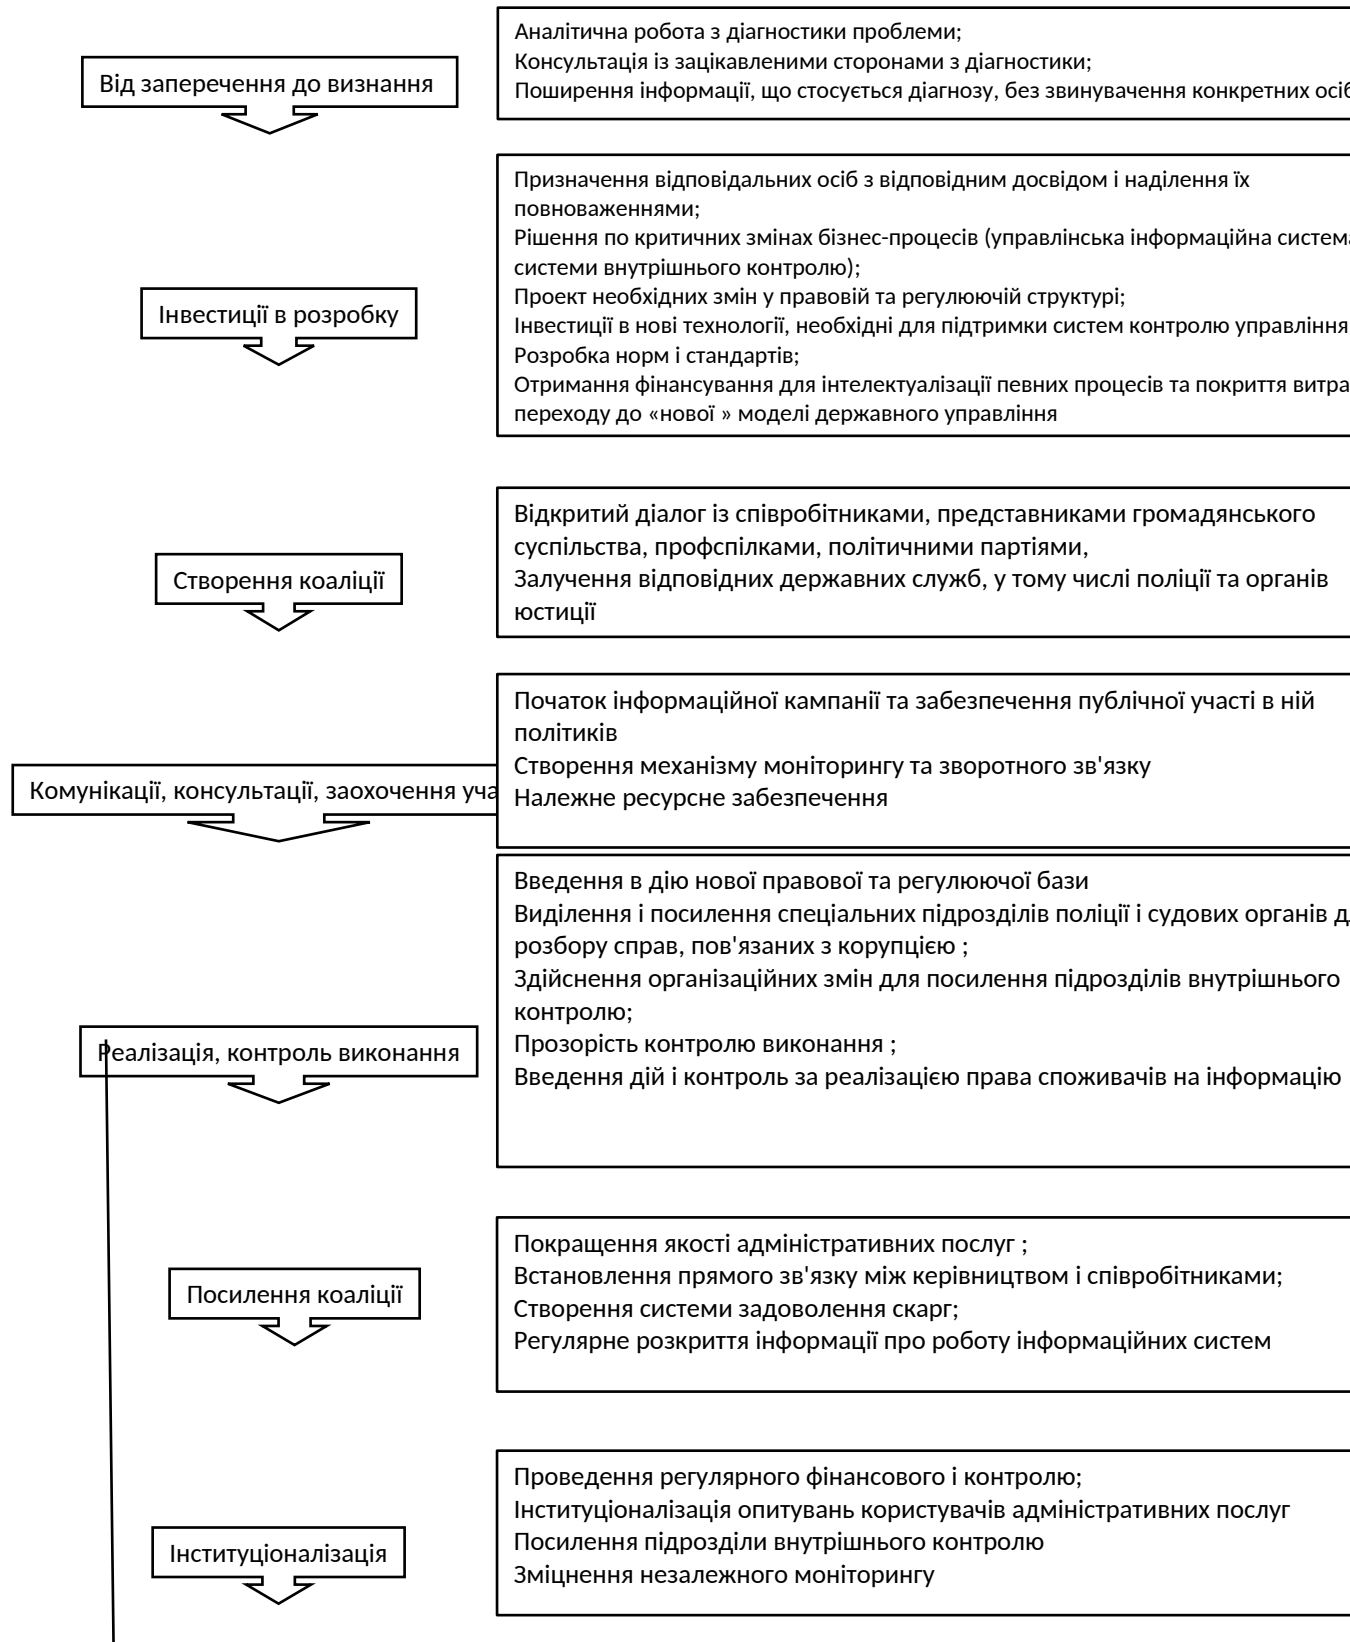 Від заперечення до визнання
Аналітична робота з діагностики проблеми;
Консультація із зацікавленими сторонами з діагностики;
Поширення інформації, що стосується діагнозу, без звинувачення конкретних
Інвестиції в розробку
Призначення відповідальних осіб з відповідним досвідом і наділення їх
повноваженнями;
Рішення по критичних змінах бізнес-процесів (управлінська інформаційна
системи внутрішнього контролю);
Проект необхідних змін у правовій та регулюючій структурі;
Інвестиції в нові технології, необхідні для підтримки систем контролю управління
Розробка норм і стандартів;
Отримання фінансування для інтелектуалізації певних процесів та покриття
переходу до «нової » моделі державного управління
Створення коаліції
Відкритий діалог із співробітниками, представниками громадянського
суспільства, профспілками, політичними партіями,
Залучення відповідних державних служб, у тому числі поліції та органів
юстиції
Комунікації, консультації, заохочення
Початок інформаційної кампанії та забезпечення публічної участі в ній
політиків
Створення механізму моніторингу та зворотного зв'язку
Належне ресурсне забезпечення
Реалізація, контроль виконання
Введення в дію нової правової та регулюючої бази
Виділення і посилення спеціальних підрозділів поліції і судових органів
розбору справ, пов'язаних з корупцією ;
Здійснення організаційних змін для посилення підрозділів внутрішнього
контролю;
Прозорість контролю виконання ;
Введення дій і контроль за реалізацією права споживачів на інформацію
Посилення коаліції
Покращення якості адміністративних послуг ;
Встановлення прямого зв'язку між керівництвом і співробітниками;
Створення системи задоволення скарг;
Регулярне розкриття інформації про роботу інформаційних систем
Інституціоналізація
Проведення регулярного фінансового і контролю;
Інституціоналізація опитувань користувачів адміністративних послуг
Посилення підрозділи внутрішнього контролю
Зміцнення незалежного моніторингу